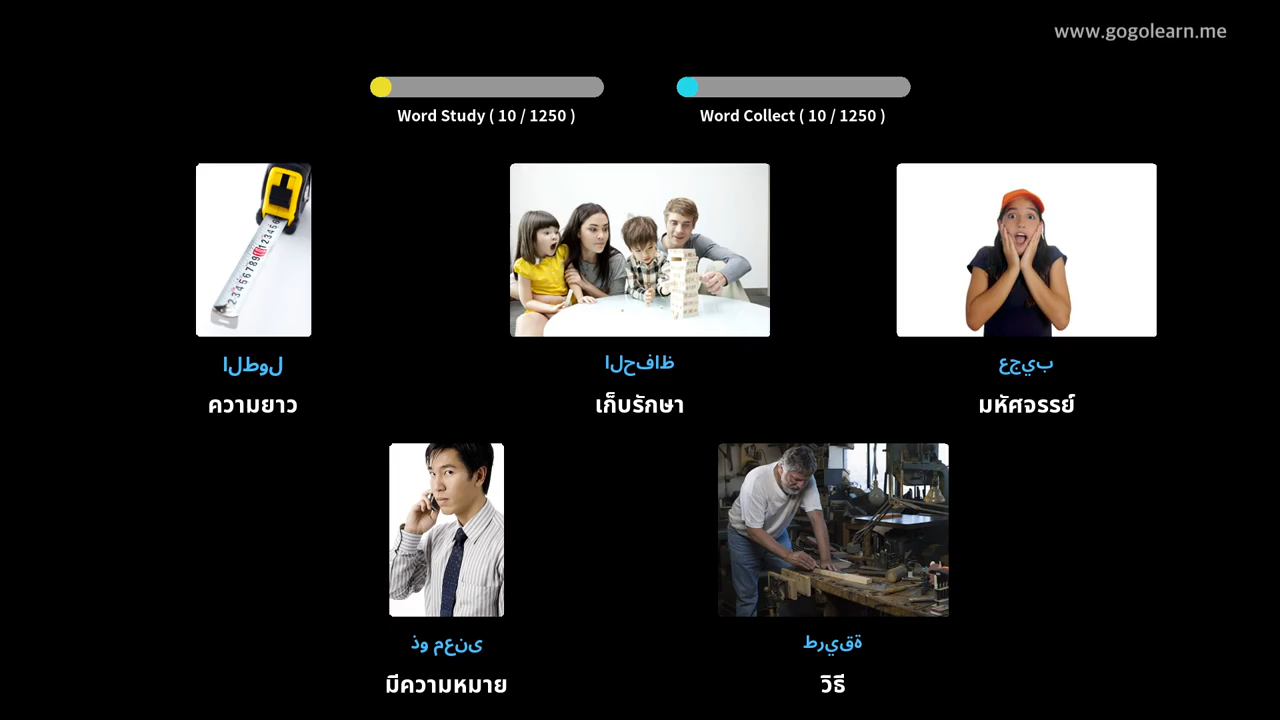 www.gogolearn.me
Word Study ( 10 / 1250 )
Word Collect ( 10 / 1250 )
الطول
الحفاظ
عجيب
ความยาว
เก็บรักษา
มหัศจรรย์
ذو معنى
طريقة
มีความหมาย
วิธี